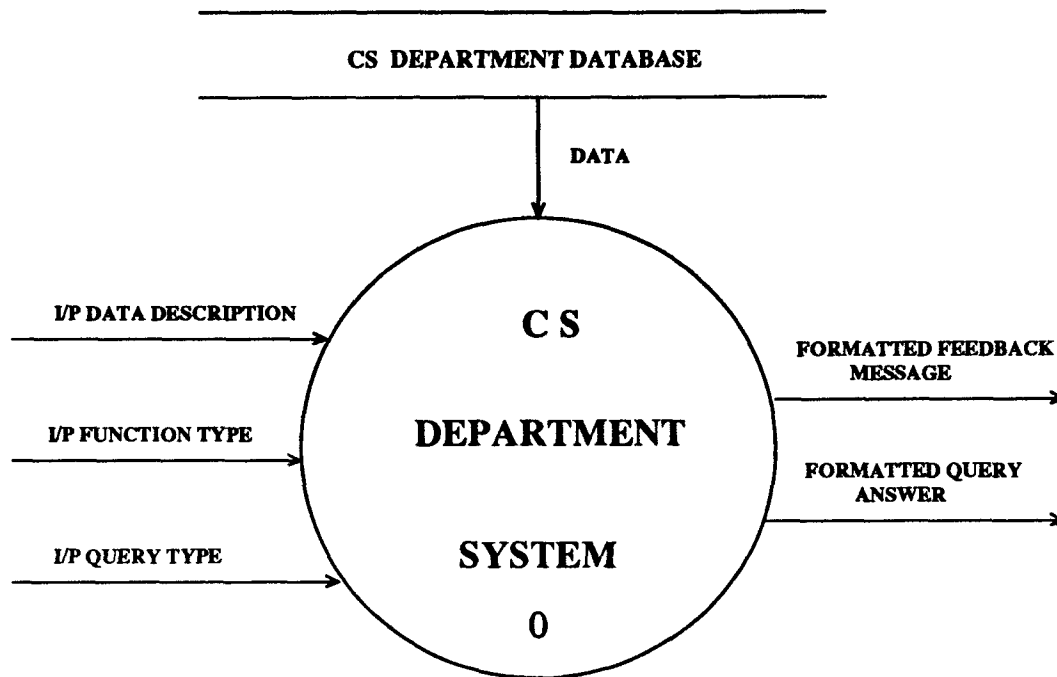 CS DEPARTMENT DATABASE
DATA
I/P DATA DESCRIPTION
I/P FUNCTION TYPE
I/P QUERY TYPE
C S
DEPARTMENT
SYSTEM
0
FORMATTED FEEDBACK
MESSAGE
FORMATTED QUERY
ANSWER